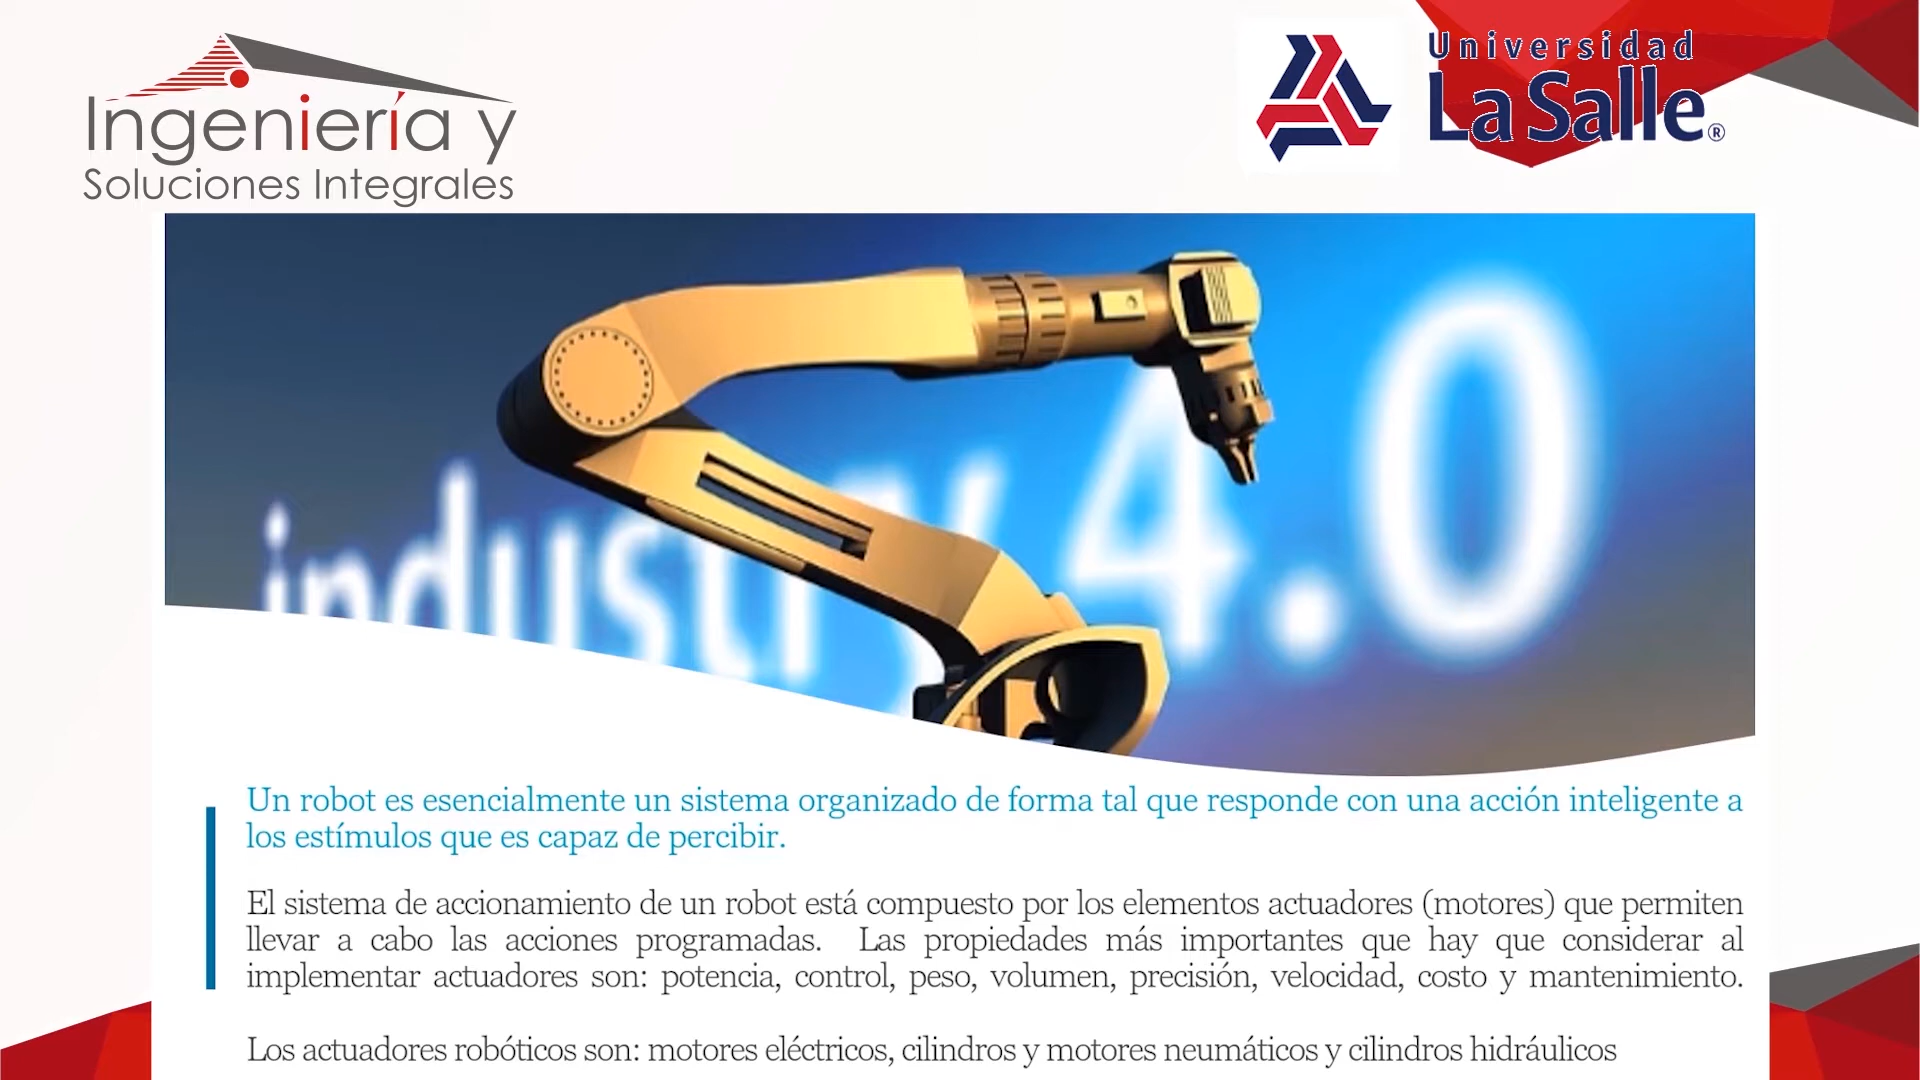 Ingeniería y
Soluciones Integrales
Universidad
La Salle®
industry 4.0
Un robot es esencialmente un sistema organizado de forma tal que responde con una acción inteligente a
los estímulos que es capaz de percibir.
El sistema de accionamiento de un robot está compuesto por los elementos actuadores (motores) que permiten
llevar a cabo las acciones programadas. Las propiedades más importantes que hay que considerar al
implementar actuadores son: potencia, control, peso, volumen, precisión, velocidad, costo y mantenimiento.
Los actuadores robóticos son: motores eléctricos, cilindros y motores neumáticos y cilindros hidráulicos